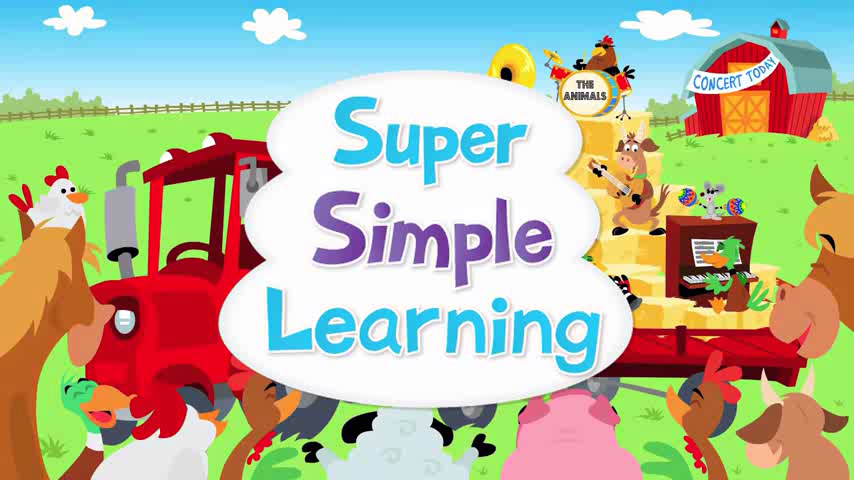 Super
Simple
Learning
THE
ANIMALS
CONCERT TODAY